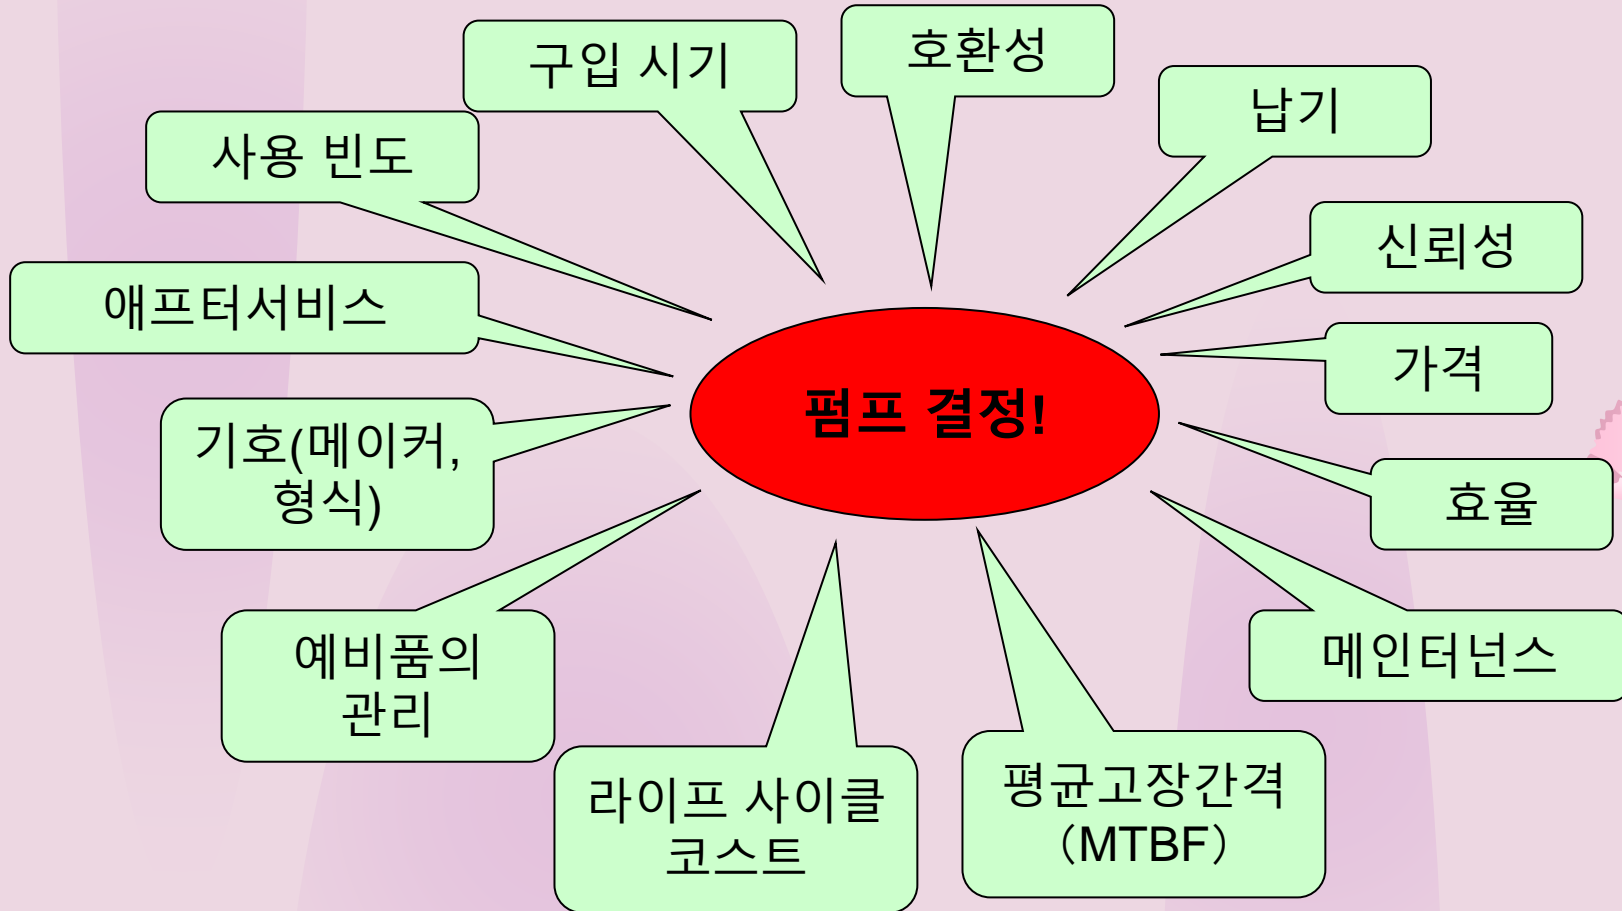 구입 시기
호환성
납기
사용 빈도
신뢰성
애프터서비스
가격
펌프 결정!
기호(메이커,
형식)
효율
예비품의
관리
메인터넌스
라이프 사이클
코스트
평균고장간격
（MTBF）